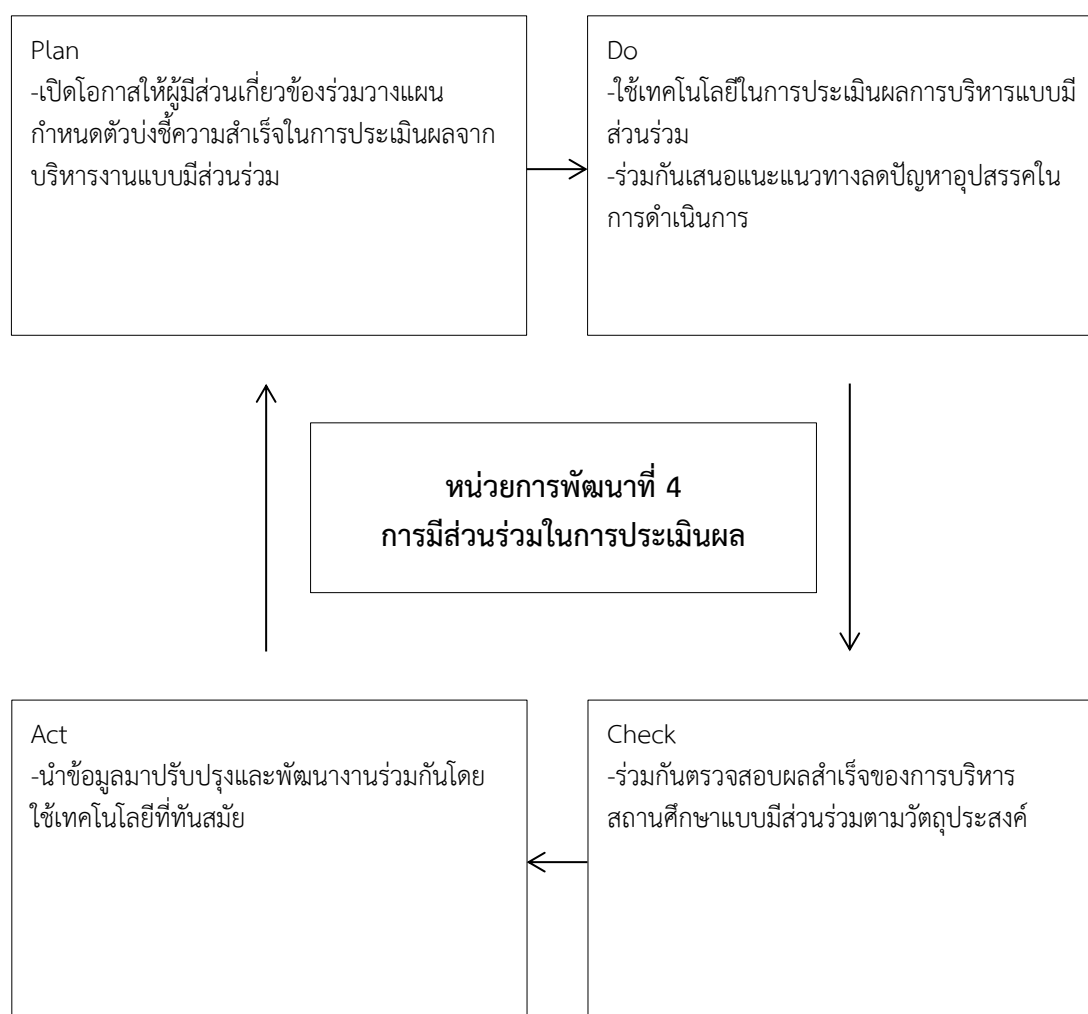 Plan
-เปิดโอกาสให้ผู้มีส่วนเกี่ยวข้องร่วมวางแผน
กำหนดตัวบ่งชี้ความสำเร็จในการประเมินผลจาก
บริหารงานแบบมีส่วนร่วม
Do
-ใช้เทคโนโลยีในการประเมินผลการบริหารแบบมี
ส่วนร่วม
-ร่วมกันเสนอแนะแนวทางลดปัญหาอุปสรรคใน
การดำเนินการ
หน่วยการพัฒนาที่ 4
การมีส่วนร่วมในการประเมินผล
Act
-นำข้อมูลมาปรับปรุงและพัฒนางานร่วมกันโดย
ใช้เทคโนโลยีที่ทันสมัย
Check
-ร่วมกันตรวจสอบผลสำเร็จของการบริหาร
สถานศึกษาแบบมีส่วนร่วมตามวัตถุประสงค์